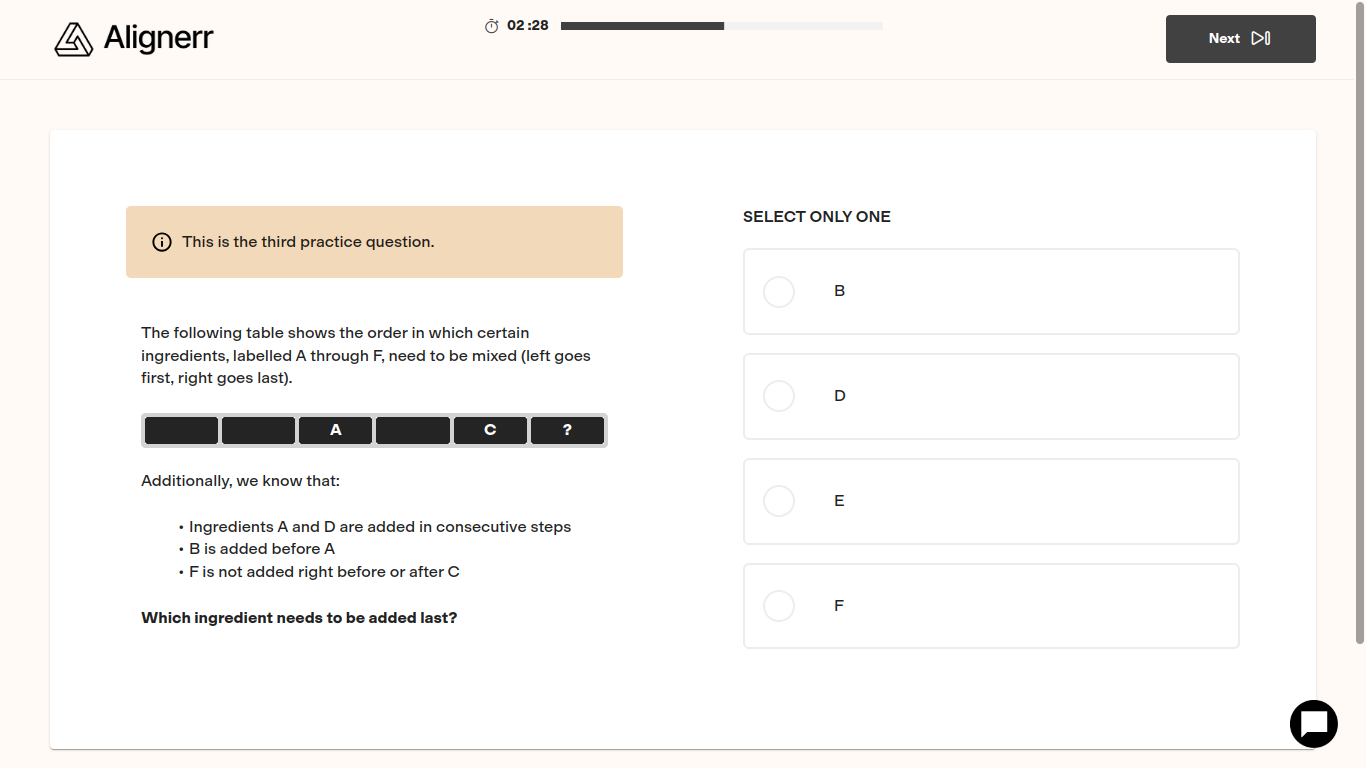 Alignerr
02:28
Next
This is the third practice question.
The following table shows the order in which certain
ingredients, labelled A through F, need to be mixed (left goes
first, right goes last).
A C ?
Additionally, we know that:
• Ingredients A and D are added in consecutive steps
• B is added before A
• F is not added right before or after C
Which ingredient needs to be added last?
SELECT ONLY ONE
B
D
E
F